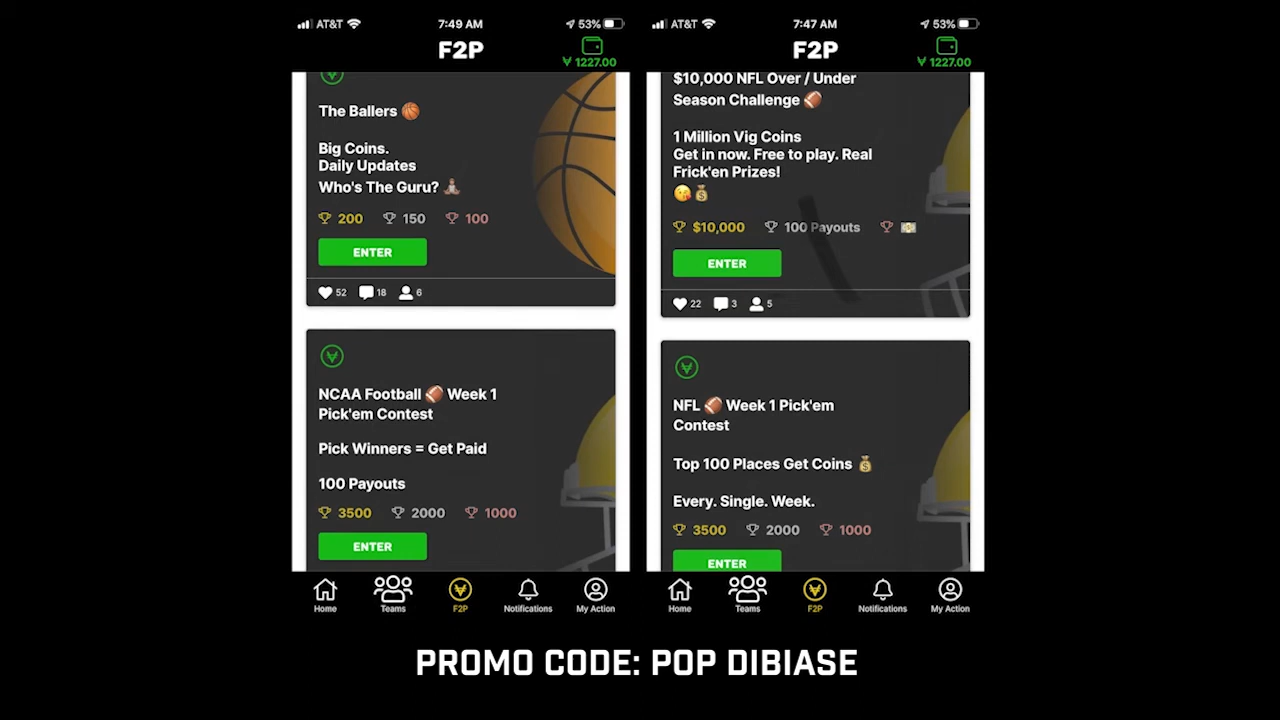 AT&T 7:49 AM 53%
F2P
1227.00
The Ballers 🏀
Big Coins.
Daily Updates
Who's The Guru? 🧘
200 150 100
ENTER
52 18 6
NCAA Football 🏈 Week 1
Pick'em Contest
Pick Winners = Get Paid
100 Payouts
3500 2000 1000
ENTER
Home Teams F2P Notifications My Action
AT&T 7:47 AM 53%
F2P
1227.00
$10,000 NFL Over / Under
Season Challenge 🏈
1 Million Vig Coins
Get in now. Free to play. Real
Frick'en Prizes!
😘💰
$10,000 100 Payouts 💵
ENTER
22 3 5
NFL 🏈 Week 1 Pick'em
Contest
Top 100 Places Get Coins 💰
Every. Single. Week.
3500 2000 1000
ENTER
Home Teams F2P Notifications My Action
PROMO CODE: POP DIBIASE